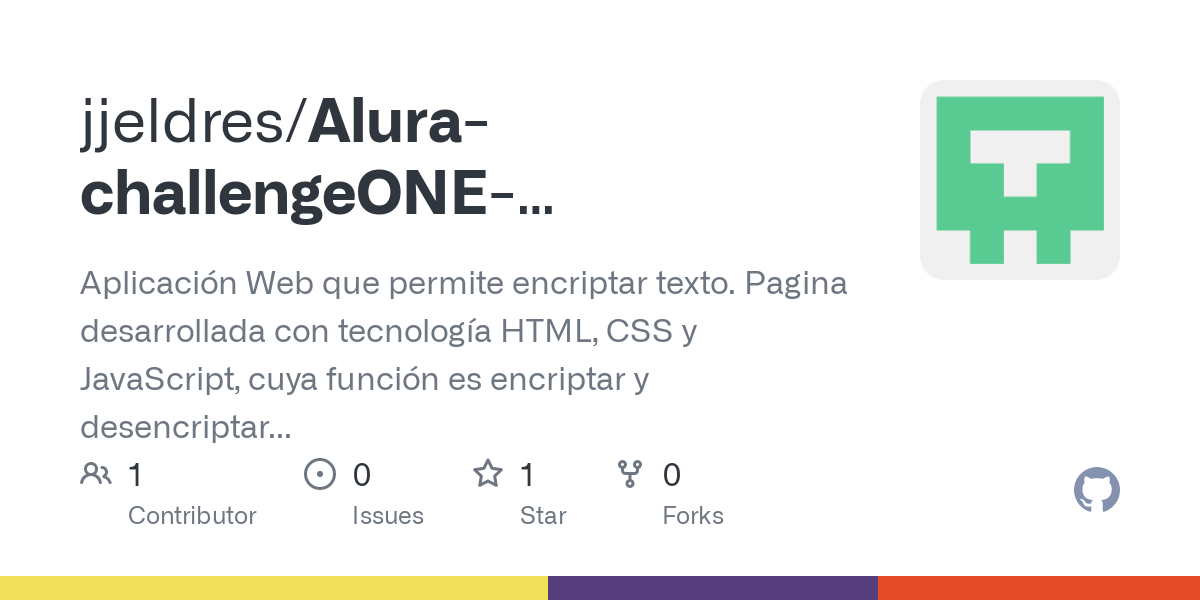 jjeldres/Alura-
challengeONE-...
Aplicación Web que permite encriptar texto. Pagina
desarrollada con tecnología HTML, CSS y
JavaScript, cuya función es encriptar y
desencriptar...
1 0 1 0
Contributor Issues Star Forks